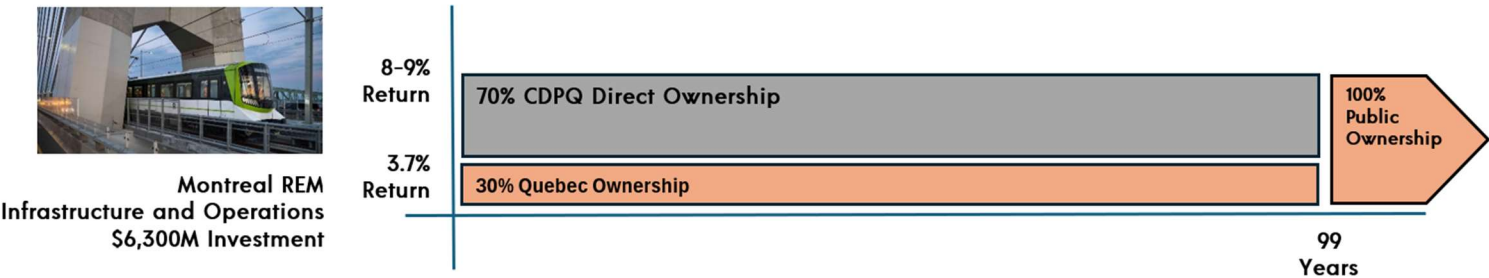 8–9%
Return
70% CDPQ Direct Ownership
100%
Public
Ownership
3.7%
Return
30% Quebec Ownership
Montreal REM
Infrastructure and Operations
$6,300M Investment
99
Years